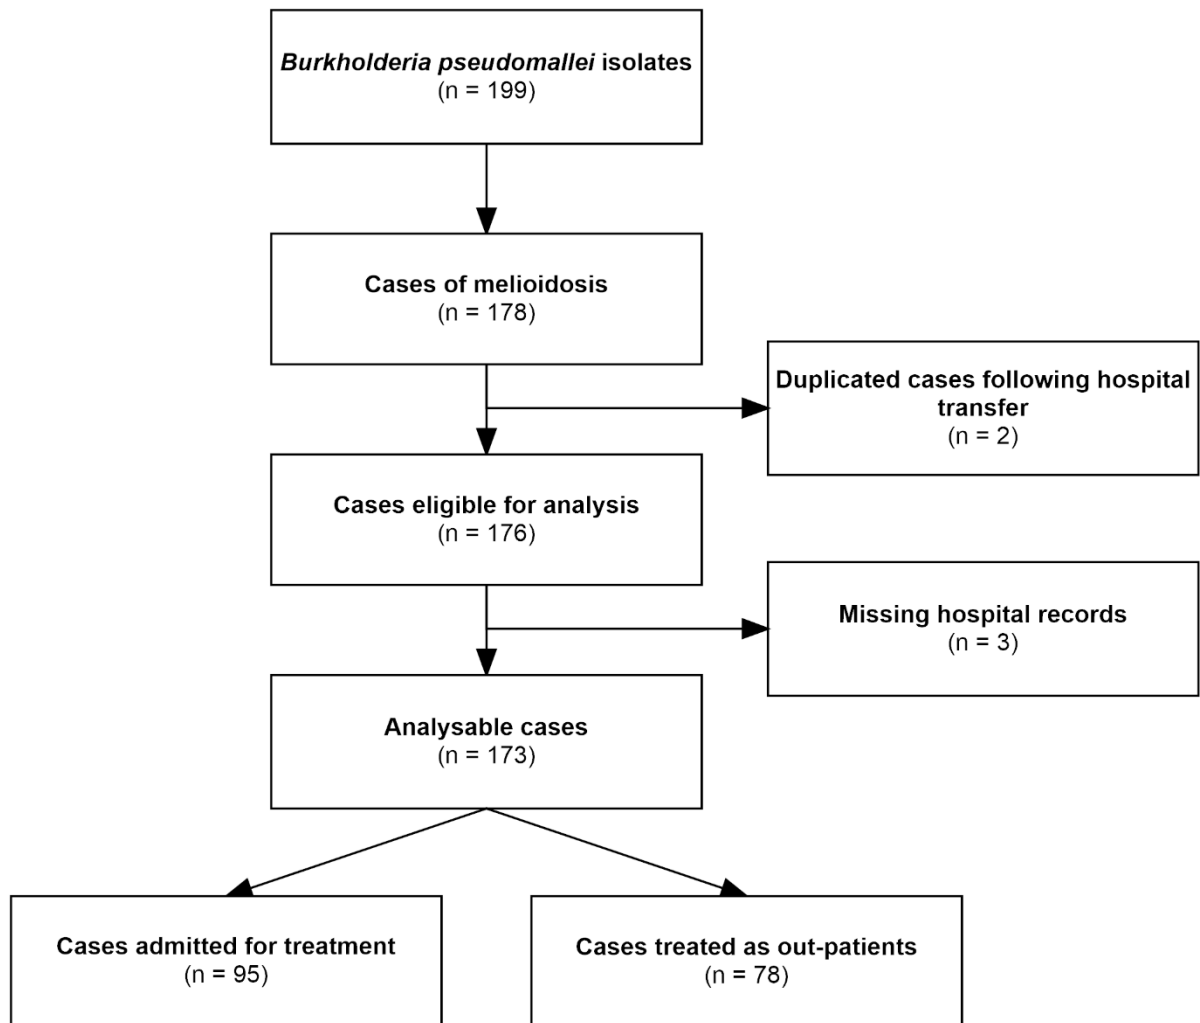 Burkholderia pseudomallei isolates
(n = 199)
Cases of melioidosis
(n = 178)
Duplicated cases following hospital
transfer
(n = 2)
Cases eligible for analysis
(n = 176)
Missing hospital records
(n = 3)
Analysable cases
(n = 173)
Cases admitted for treatment
(n = 95)
Cases treated as out-patients
(n = 78)